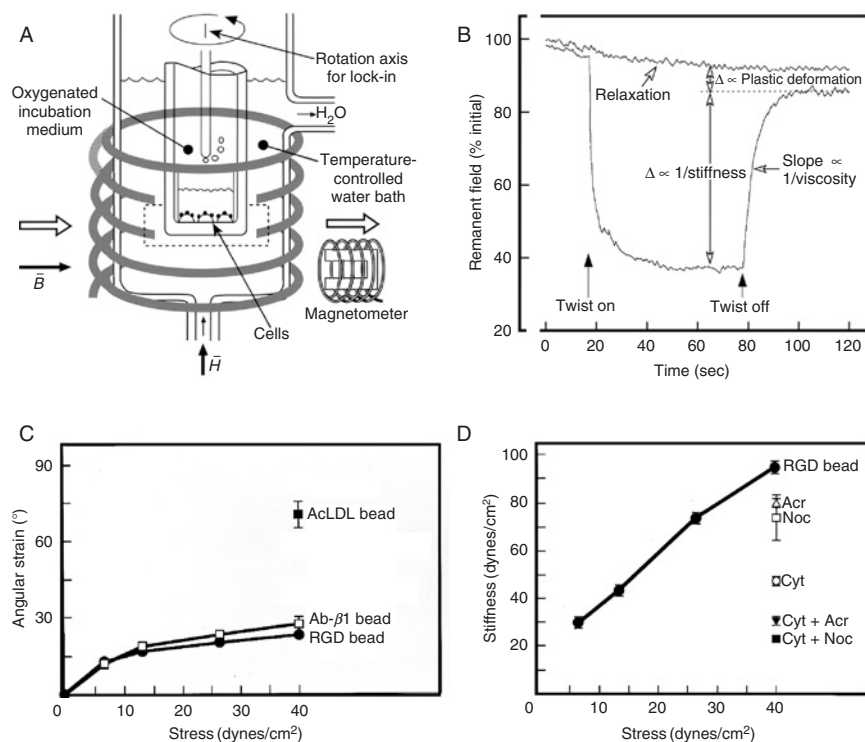 A
Rotation axis
for lock-in
Oxygenated
incubation
medium
H2O
Temperature-
controlled
water bath
B̄
Magnetometer
Cells
H̄
B
Remanent field (% initial)
100
80
60
40
20
Relaxation
Δ ∝ Plastic deformation
Δ ∝ 1/stiffness
Slope ∝
1/viscosity
Twist on
Twist off
0 20 40 60 80 100 120
Time (sec)
C
Angular strain (°)
90
60
30
AcLDL bead
Ab-β1 bead
RGD bead
0 10 20 30 40
Stress (dynes/cm²)
D
Stiffness (dynes/cm²)
100
80
60
40
20
RGD bead
Acr
Noc
Cyt
Cyt + Acr
Cyt + Noc
0 10 20 30 40
Stress (dynes/cm²)